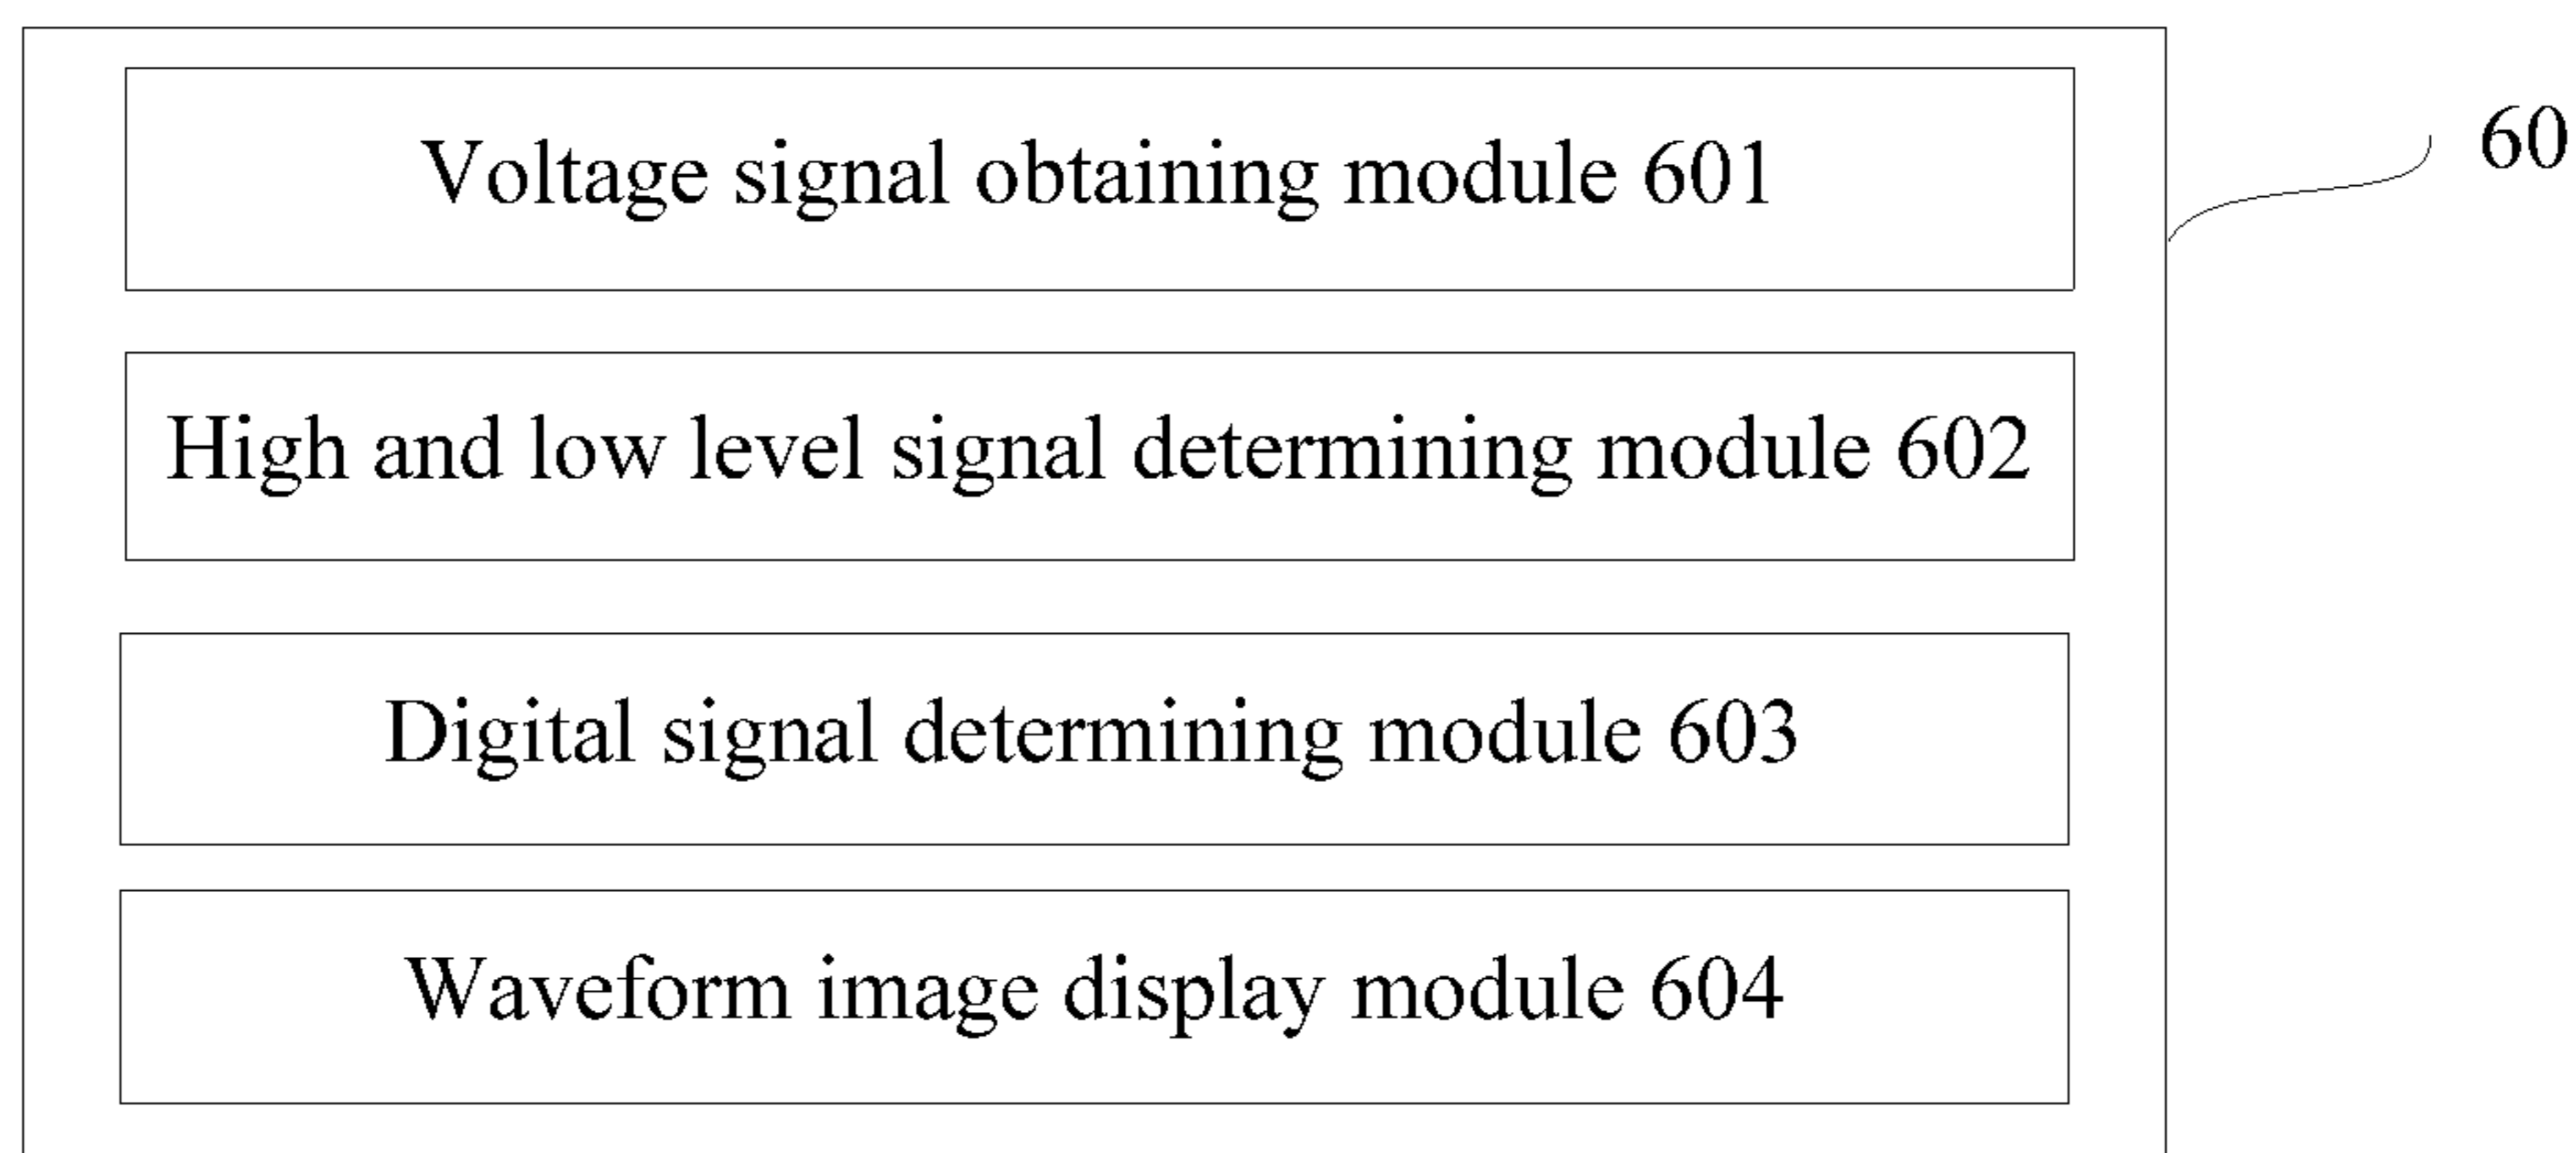 Voltage signal obtaining module 601
60
High and low level signal determining module 602
Digital signal determining module 603
Waveform image display module 604